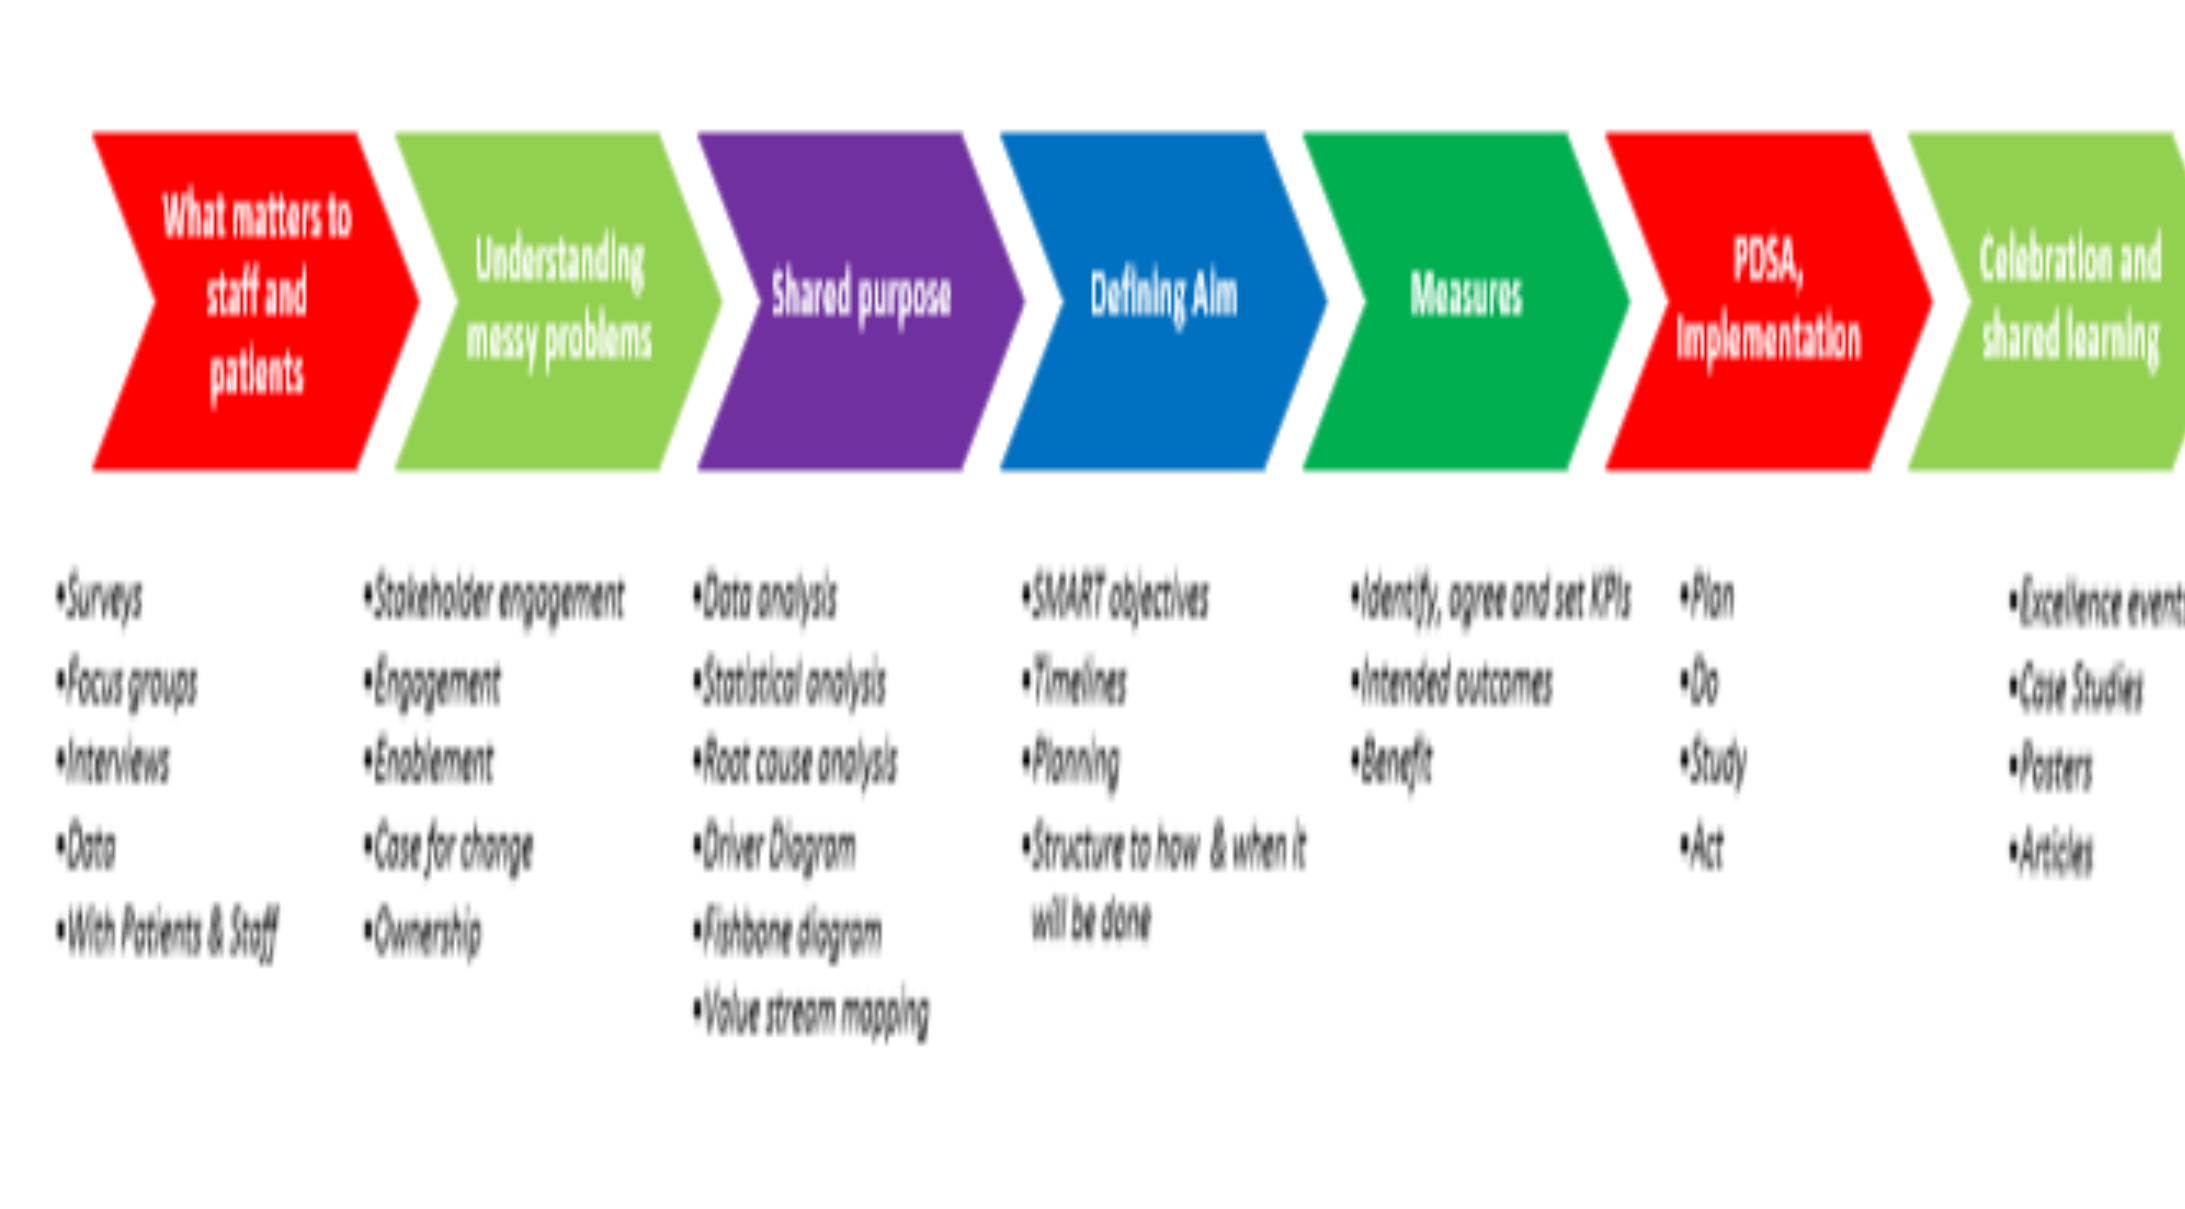 What matters to
staff and
patients
Understanding
messy problems
Shared purpose
Defining Aim
Measures
PDSA,
Implementation
Celebration and
shared learning
•Surveys
•Focus groups
•Interviews
•Data
•With Patients & Staff
•Stakeholder engagement
•Engagement
•Enablement
•Case for change
•Ownership
•Data analysis
•Statistical analysis
•Root cause analysis
•Driver Diagram
•Fishbone diagram
•Value stream mapping
•SMART objectives
•Timelines
•Planning
•Structure to how & when it
will be done
•Identify, agree and set KPIs
•Intended outcomes
•Benefit
•Plan
•Do
•Study
•Act
•Excellence event
•Case Studies
•Posters
•Articles